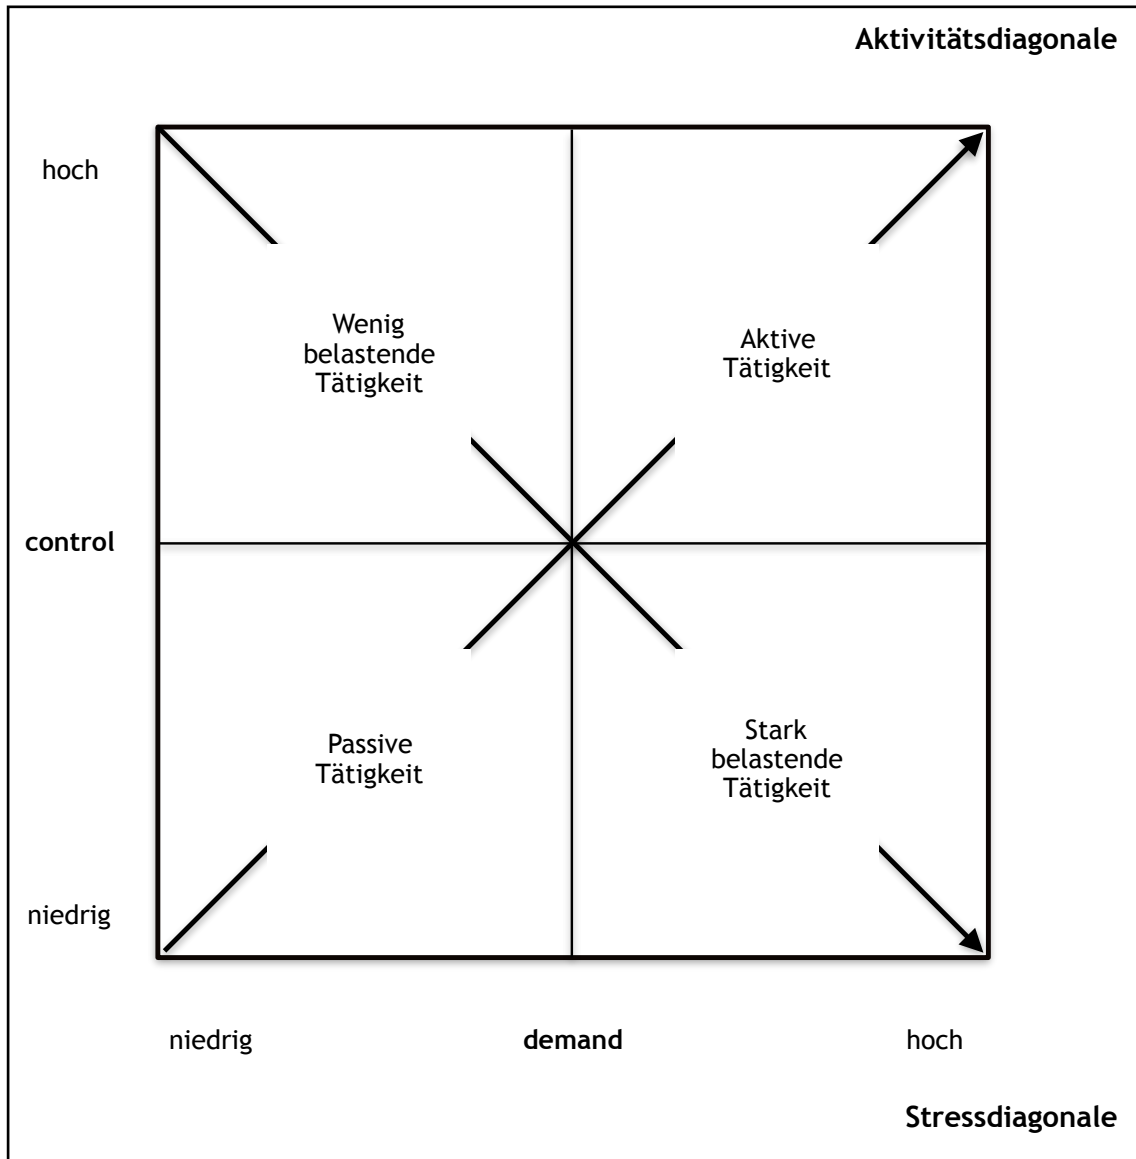 Aktivitätsdiagonale
hoch
Wenig
belastende
Tätigkeit
Aktive
Tätigkeit
control
Passive
Tätigkeit
Stark
belastende
Tätigkeit
niedrig
niedrig
demand
hoch
Stressdiagonale